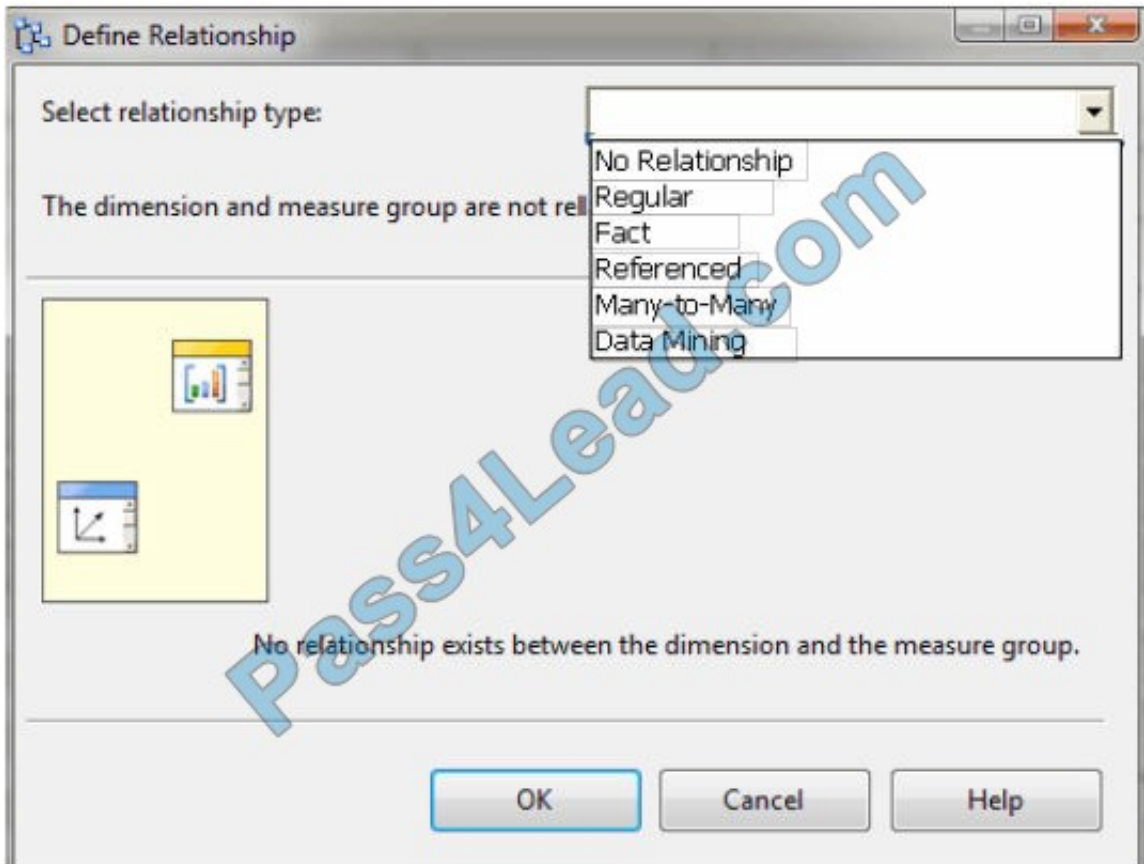 Define Relationship
Select relationship type:
No Relationship
Regular
The dimension and measure group are not rel
Fact
Referenced
Many-to-Many
Data Mining
Pass4Lead.com
No relationship exists between the dimension and the measure group.
OK Cancel Help